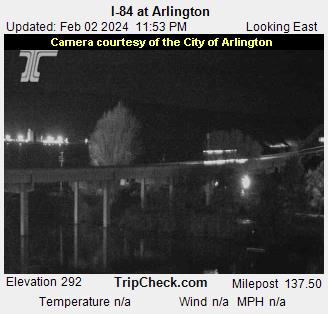 I-84 at Arlington
Updated: Feb 02 2024 11:53 PM Looking East
Camera courtesy of the City of Arlington
Elevation 292 TripCheck.com Milepost 137.50
Temperature n/a Wind n/a MPH n/a